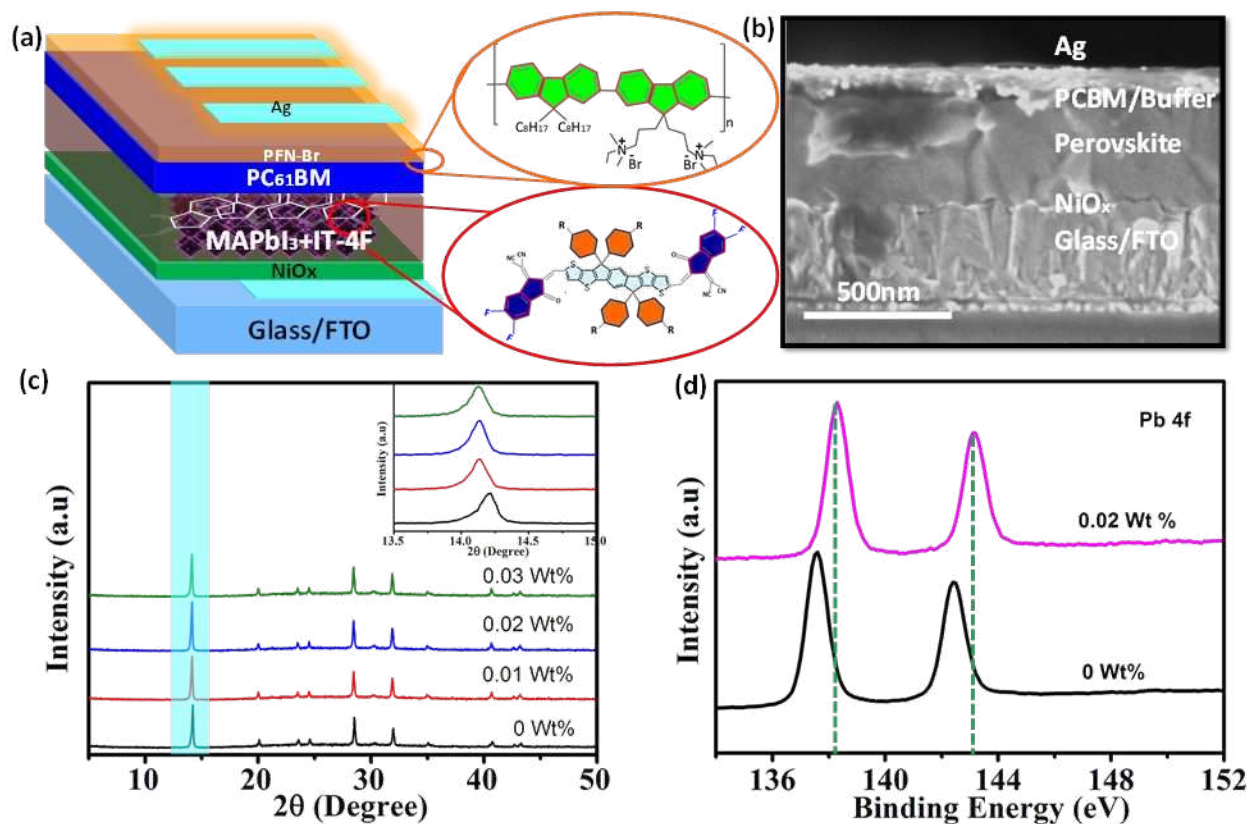 (a)
Ag
PFN-Br
PC61BM
MAPbI3+IT-4F
NiOx
Glass/FTO
C8H17 C8H17
n
N+ N+
Br- Br-
R R
F
F
NC CN
O
S S
S S
O
NC CN
F
F
R R
(b)
Ag
PCBM/Buffer
Perovskite
NiOx
Glass/FTO
500nm
(c)
Intensity (a.u)
Intensity (a.u)
13.5 14.0 14.5 15.0
2θ (Degree)
0.03 Wt%
0.02 Wt%
0.01 Wt%
0 Wt%
10 20 30 40 50
2θ (Degree)
(d)
Intensity (a.u)
Pb 4f
0.02 Wt %
0 Wt%
136 140 144 148 152
Binding Energy (eV)